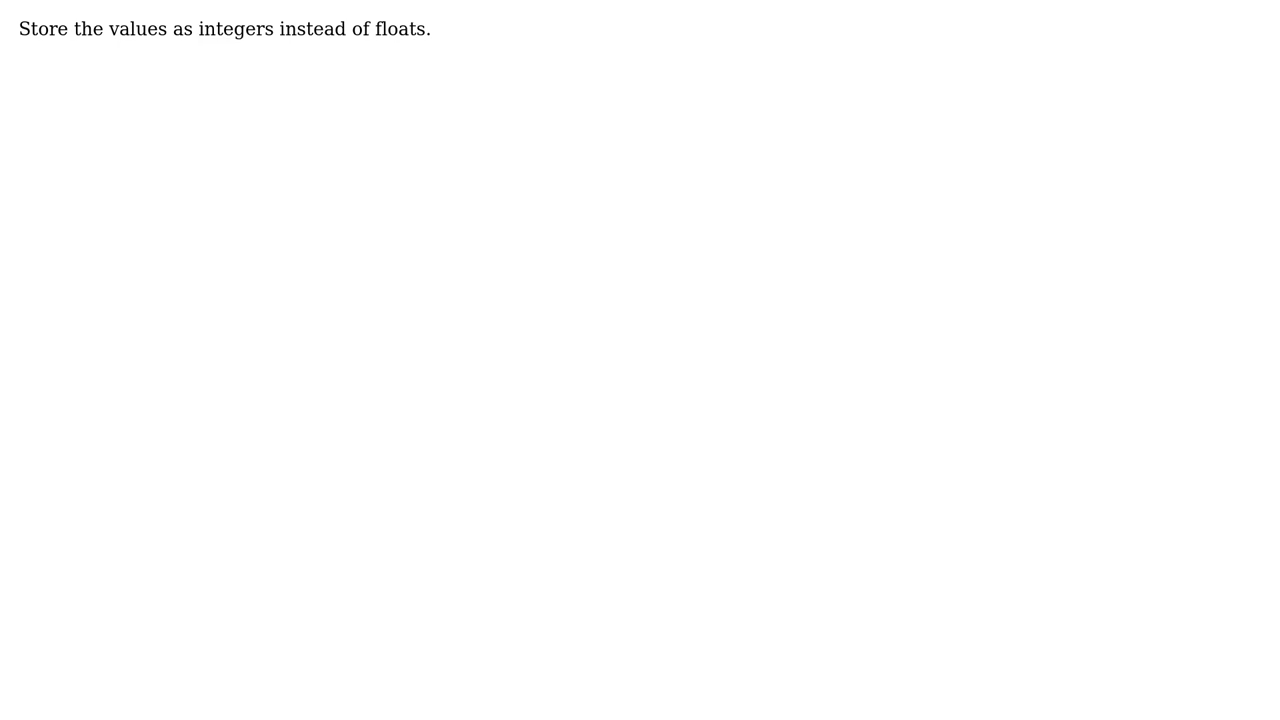 Store the values as integers instead of floats.